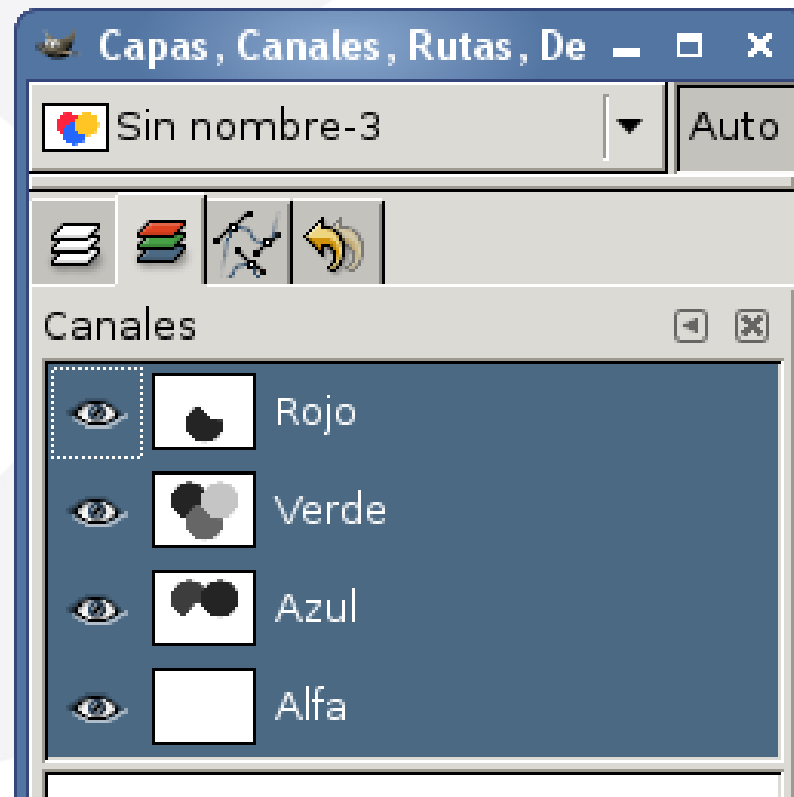 Capas, Canales, Rutas, De
Sin nombre-3
Auto
Canales
Rojo
Verde
Azul
Alfa